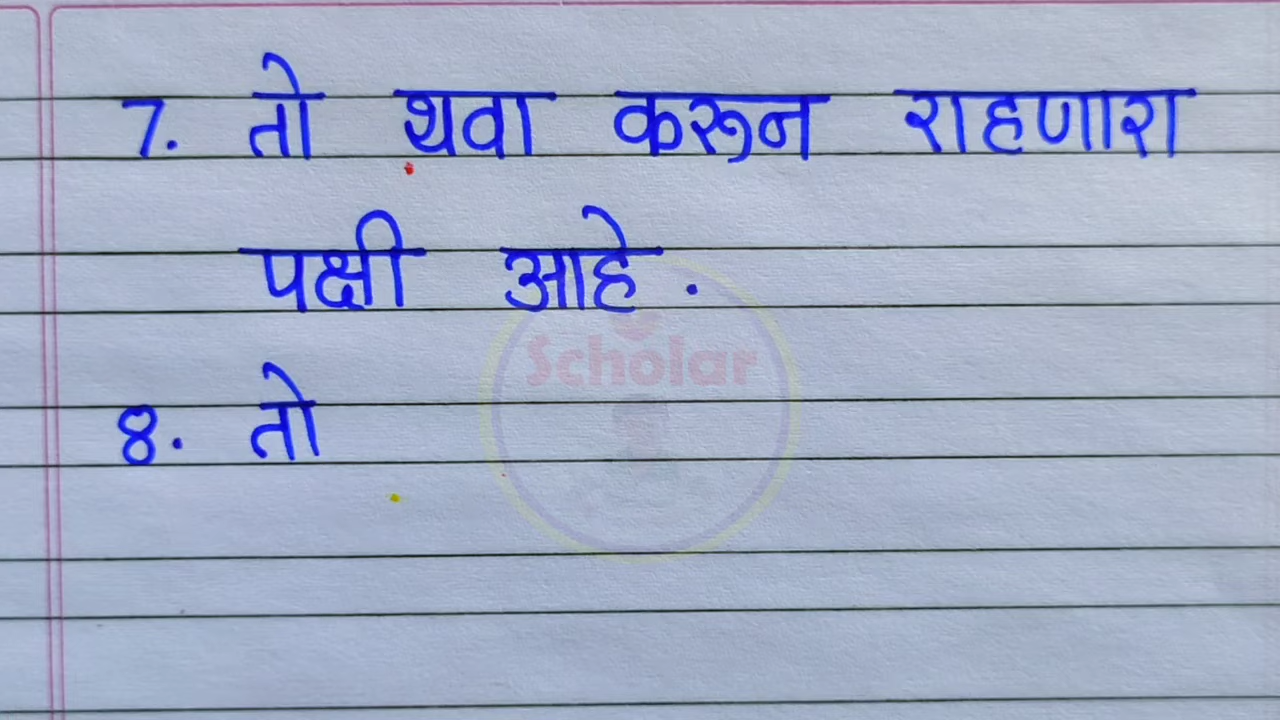 7. तो थवा करून राहणारा
पक्षी आहे.
Scholar
8. तो